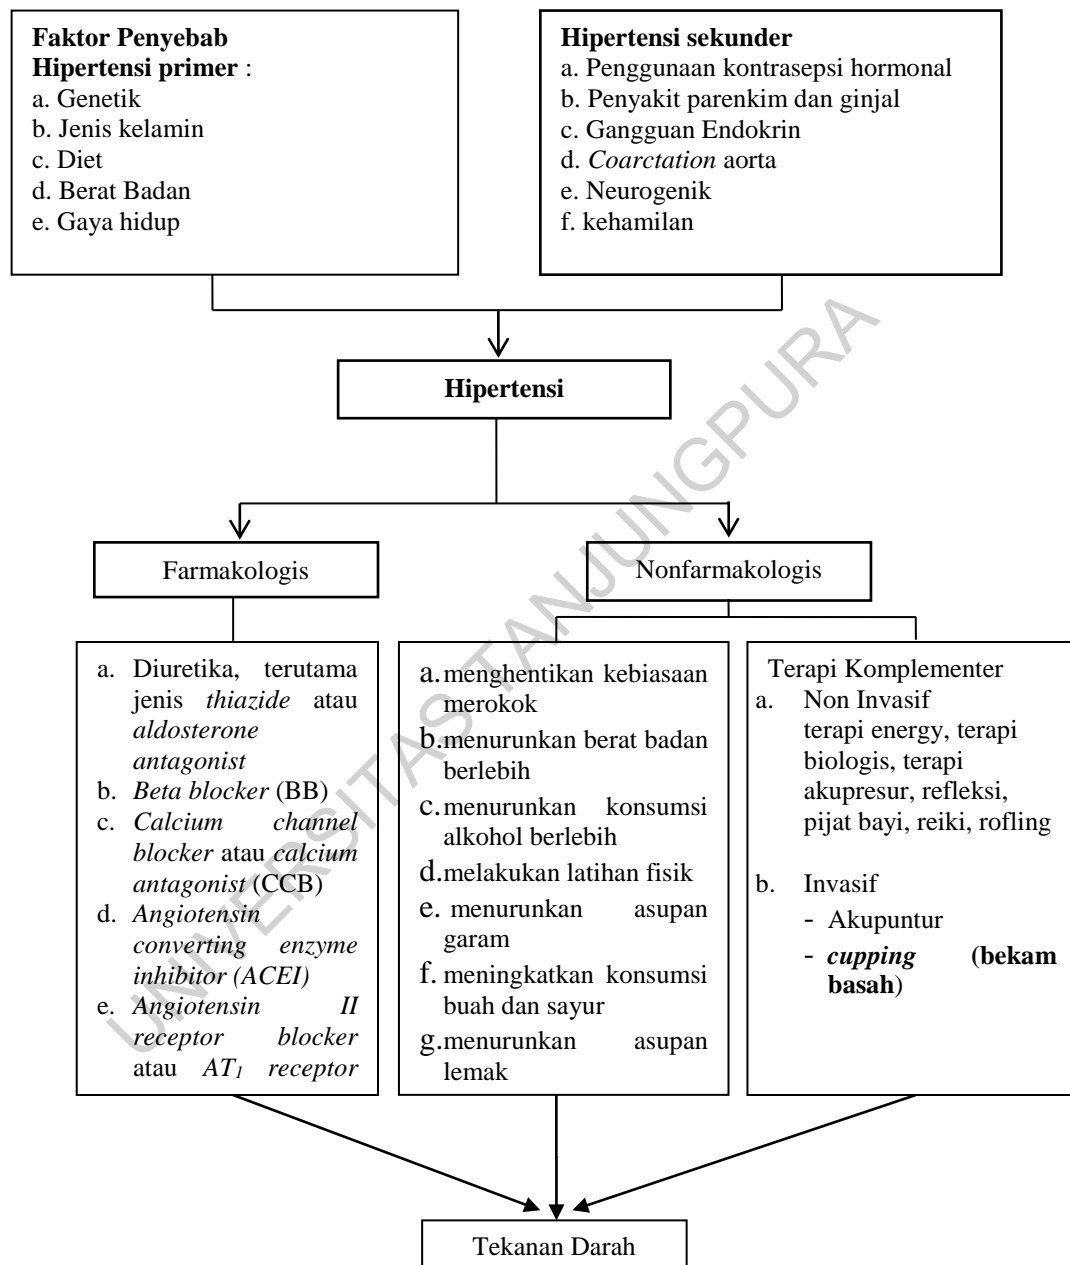 Faktor Penyebab
Hipertensi primer :
a. Genetik
b. Jenis kelamin
c. Diet
d. Berat Badan
e. Gaya hidup
Hipertensi sekunder
a. Penggunaan kontrasepsi hormonal
b. Penyakit parenkim dan ginjal
c. Gangguan Endokrin
d. Coarctation aorta
e. Neurogenik
f. kehamilan
Hipertensi
Farmakologis
Nonfarmakologis
a. Diuretika, terutama
jenis thiazide atau
aldosterone
antagonist
b. Beta blocker (BB)
c. Calcium channel
blocker atau calcium
antagonist (CCB)
d. Angiotensin
converting enzyme
inhibitor (ACEI)
e. Angiotensin II
receptor blocker
atau AT1 receptor
a. menghentikan kebiasaan
merokok
b. menurunkan berat badan
berlebih
c. menurunkan konsumsi
alkohol berlebih
d. melakukan latihan fisik
e. menurunkan asupan
garam
f. meningkatkan konsumsi
buah dan sayur
g. menurunkan asupan
lemak
Terapi Komplementer
a. Non Invasif
terapi energy, terapi
biologis, terapi
akupresur, refleksi,
pijat bayi, reiki, rofling
b. Invasif
- Akupuntur
- cupping (bekam
basah)
Tekanan Darah
UNIVERSITAS TANJUNGPURA